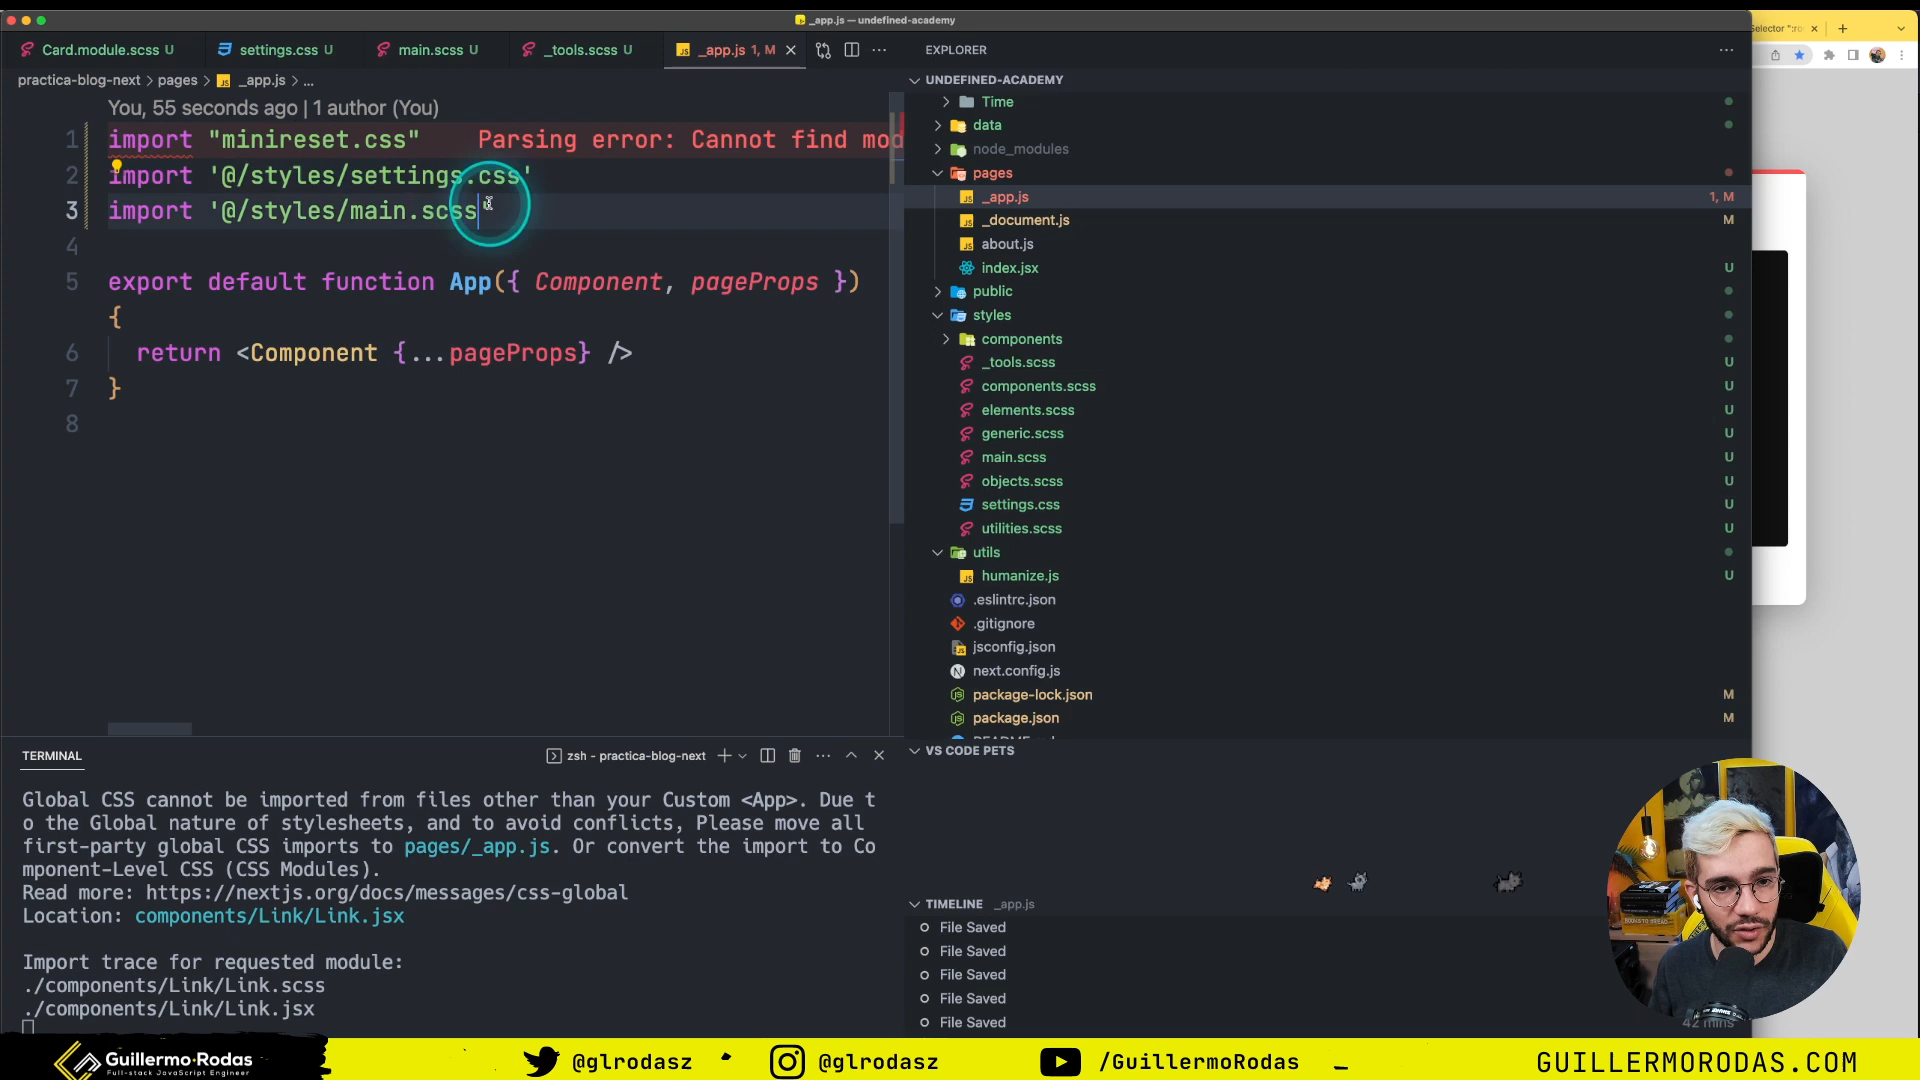 _app.js — undefined-academy
Card.module.scss U
settings.css U
main.scss U
_tools.scss U
_app.js 1, M
EXPLORER
Selector ":ro
practica-blog-next > pages > _app.js > ...
UNDEFINED-ACADEMY
You, 55 seconds ago | 1 author (You)
1 import "minireset.css" Parsing error: Cannot find mod
2 import '@/styles/settings.css'
3 import '@/styles/main.scss'
4
5 export default function App({ Component, pageProps })
{
6 return <Component {...pageProps} />
7 }
8
Time
data
node_modules
pages
_app.js 1, M
_document.js M
about.js
index.jsx U
public
styles
components
_tools.scss U
components.scss U
elements.scss U
generic.scss U
main.scss U
objects.scss U
settings.css U
utilities.scss U
utils
humanize.js U
.eslintrc.json
.gitignore
jsconfig.json
next.config.js
package-lock.json M
package.json M
TERMINAL
zsh - practica-blog-next
Global CSS cannot be imported from files other than your Custom <App>. Due t
o the Global nature of stylesheets, and to avoid conflicts, Please move all
first-party global CSS imports to pages/_app.js. Or convert the import to Co
mponent-Level CSS (CSS Modules).
Read more: https://nextjs.org/docs/messages/css-global
Location: components/Link/Link.jsx
Import trace for requested module:
./components/Link/Link.scss
./components/Link/Link.jsx
VS CODE PETS
TIMELINE _app.js
File Saved
File Saved
File Saved
File Saved
File Saved
42 mins
Guillermo·Rodas
Full-stack JavaScript Engineer
@glrodasz
@glrodasz
/GuillermoRodas
GUILLERMORODAS.COM